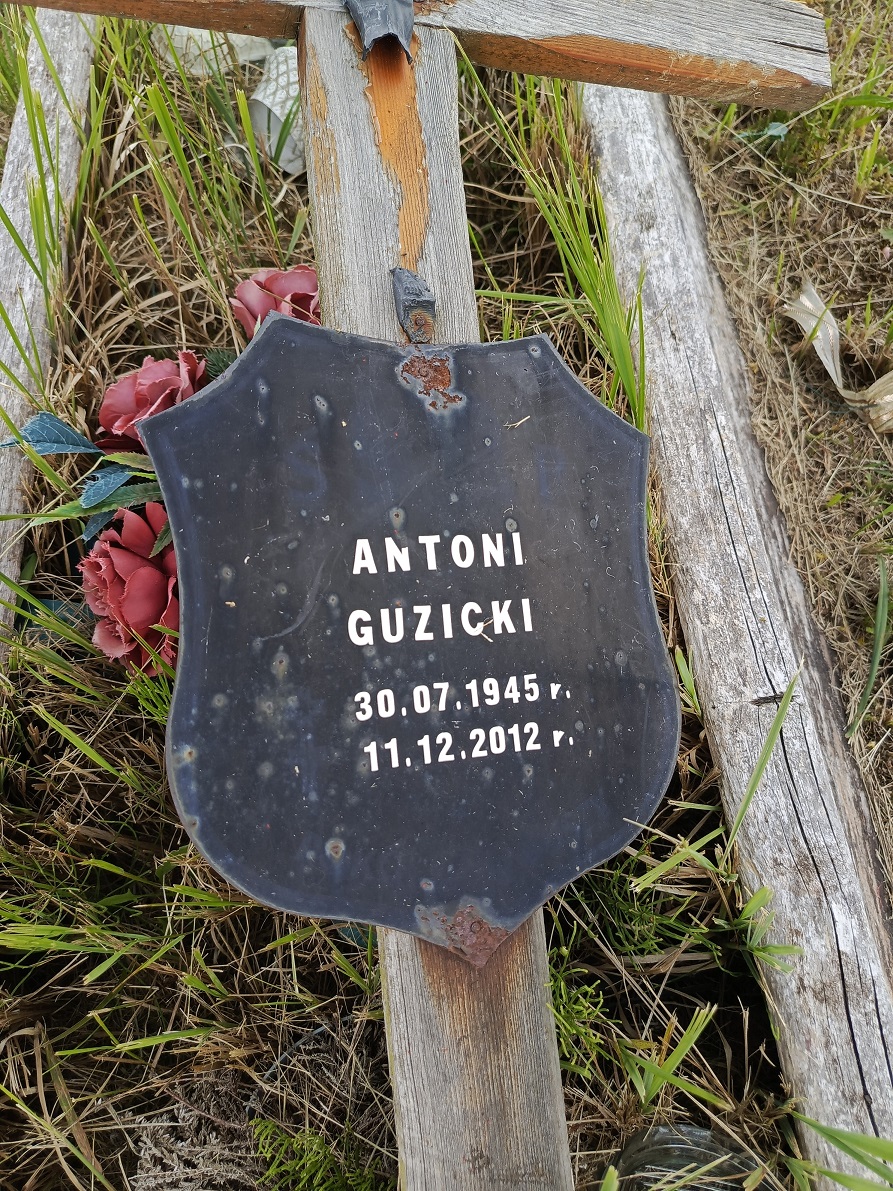 ANTONI
GUZICKI
30.07.1945 r.
11.12.2012 r.